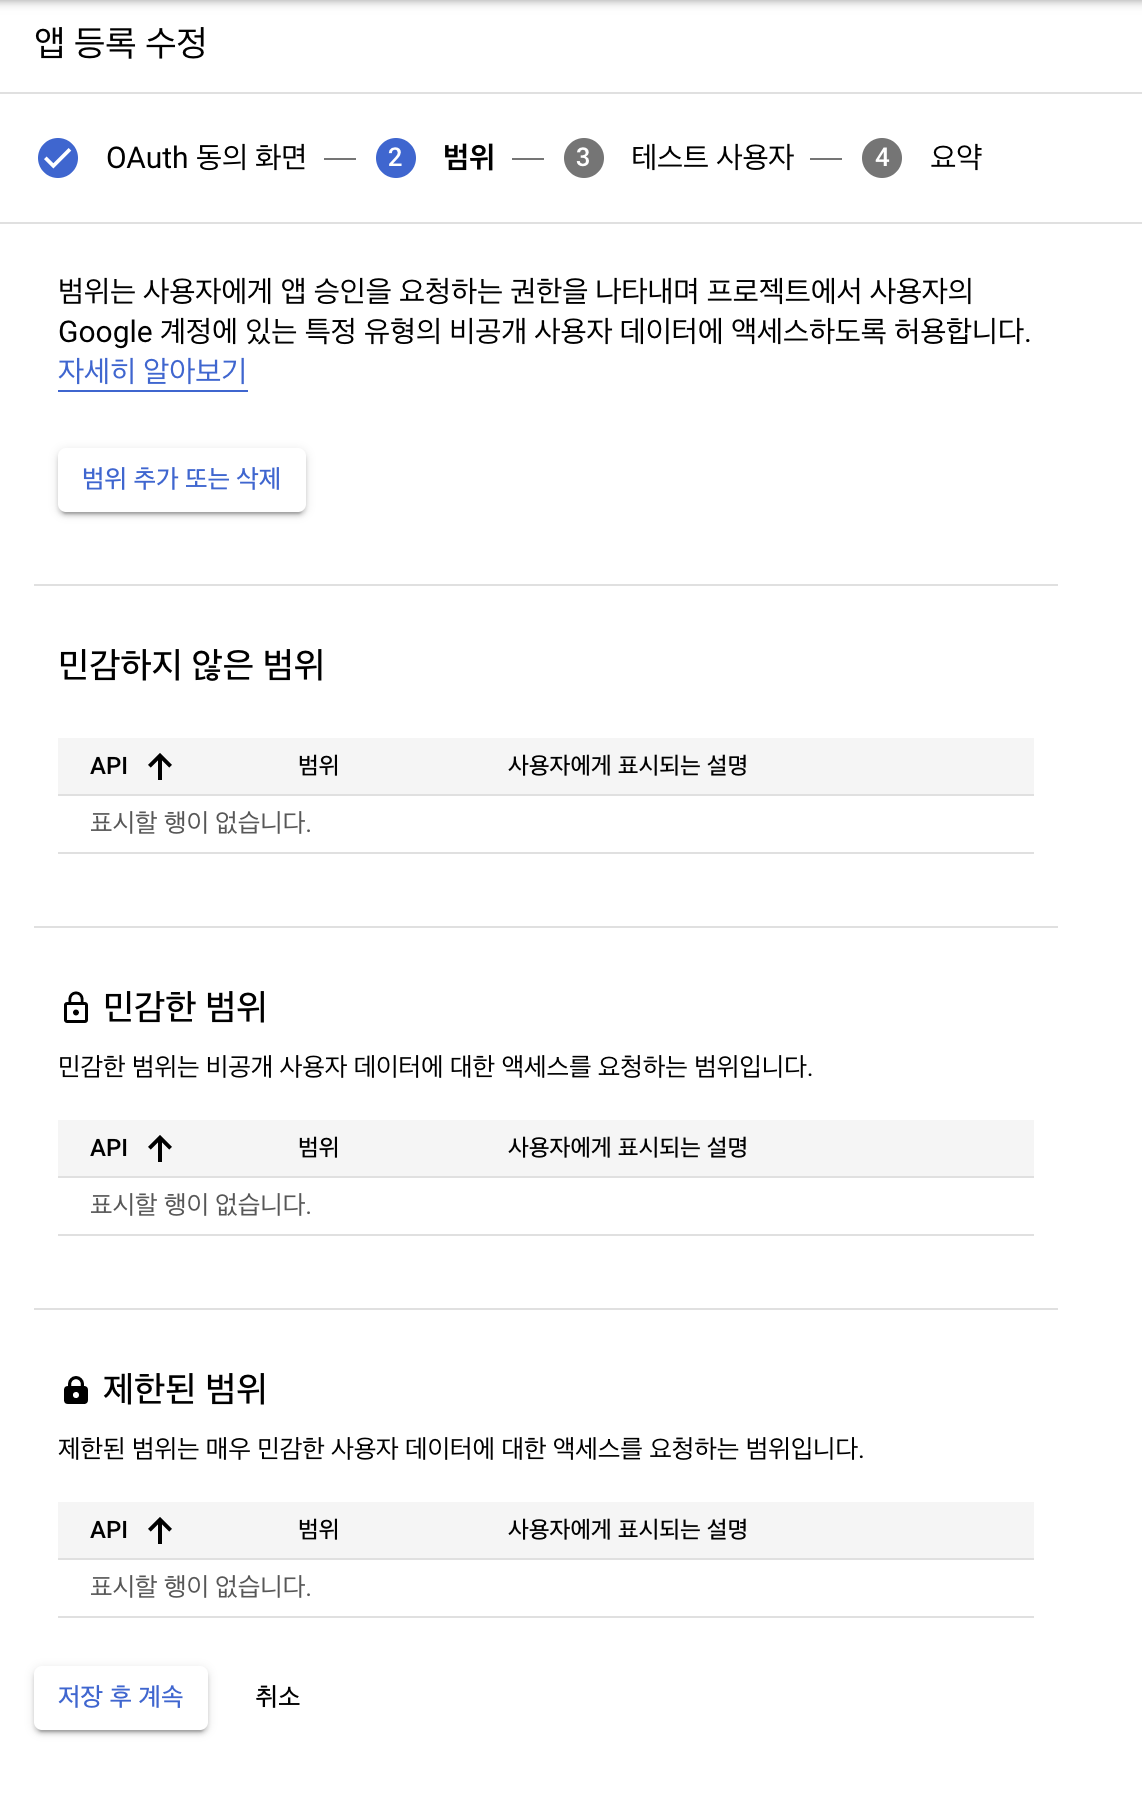 앱 등록 수정
OAuth 동의 화면 — 2 범위 — 3 테스트 사용자 — 4 요약
범위는 사용자에게 앱 승인을 요청하는 권한을 나타내며 프로젝트에서 사용자의
Google 계정에 있는 특정 유형의 비공개 사용자 데이터에 액세스하도록 허용합니다.
자세히 알아보기
범위 추가 또는 삭제
민감하지 않은 범위
API 범위 사용자에게 표시되는 설명
표시할 행이 없습니다.
민감한 범위
민감한 범위는 비공개 사용자 데이터에 대한 액세스를 요청하는 범위입니다.
API 범위 사용자에게 표시되는 설명
표시할 행이 없습니다.
제한된 범위
제한된 범위는 매우 민감한 사용자 데이터에 대한 액세스를 요청하는 범위입니다.
API 범위 사용자에게 표시되는 설명
표시할 행이 없습니다.
저장 후 계속 취소